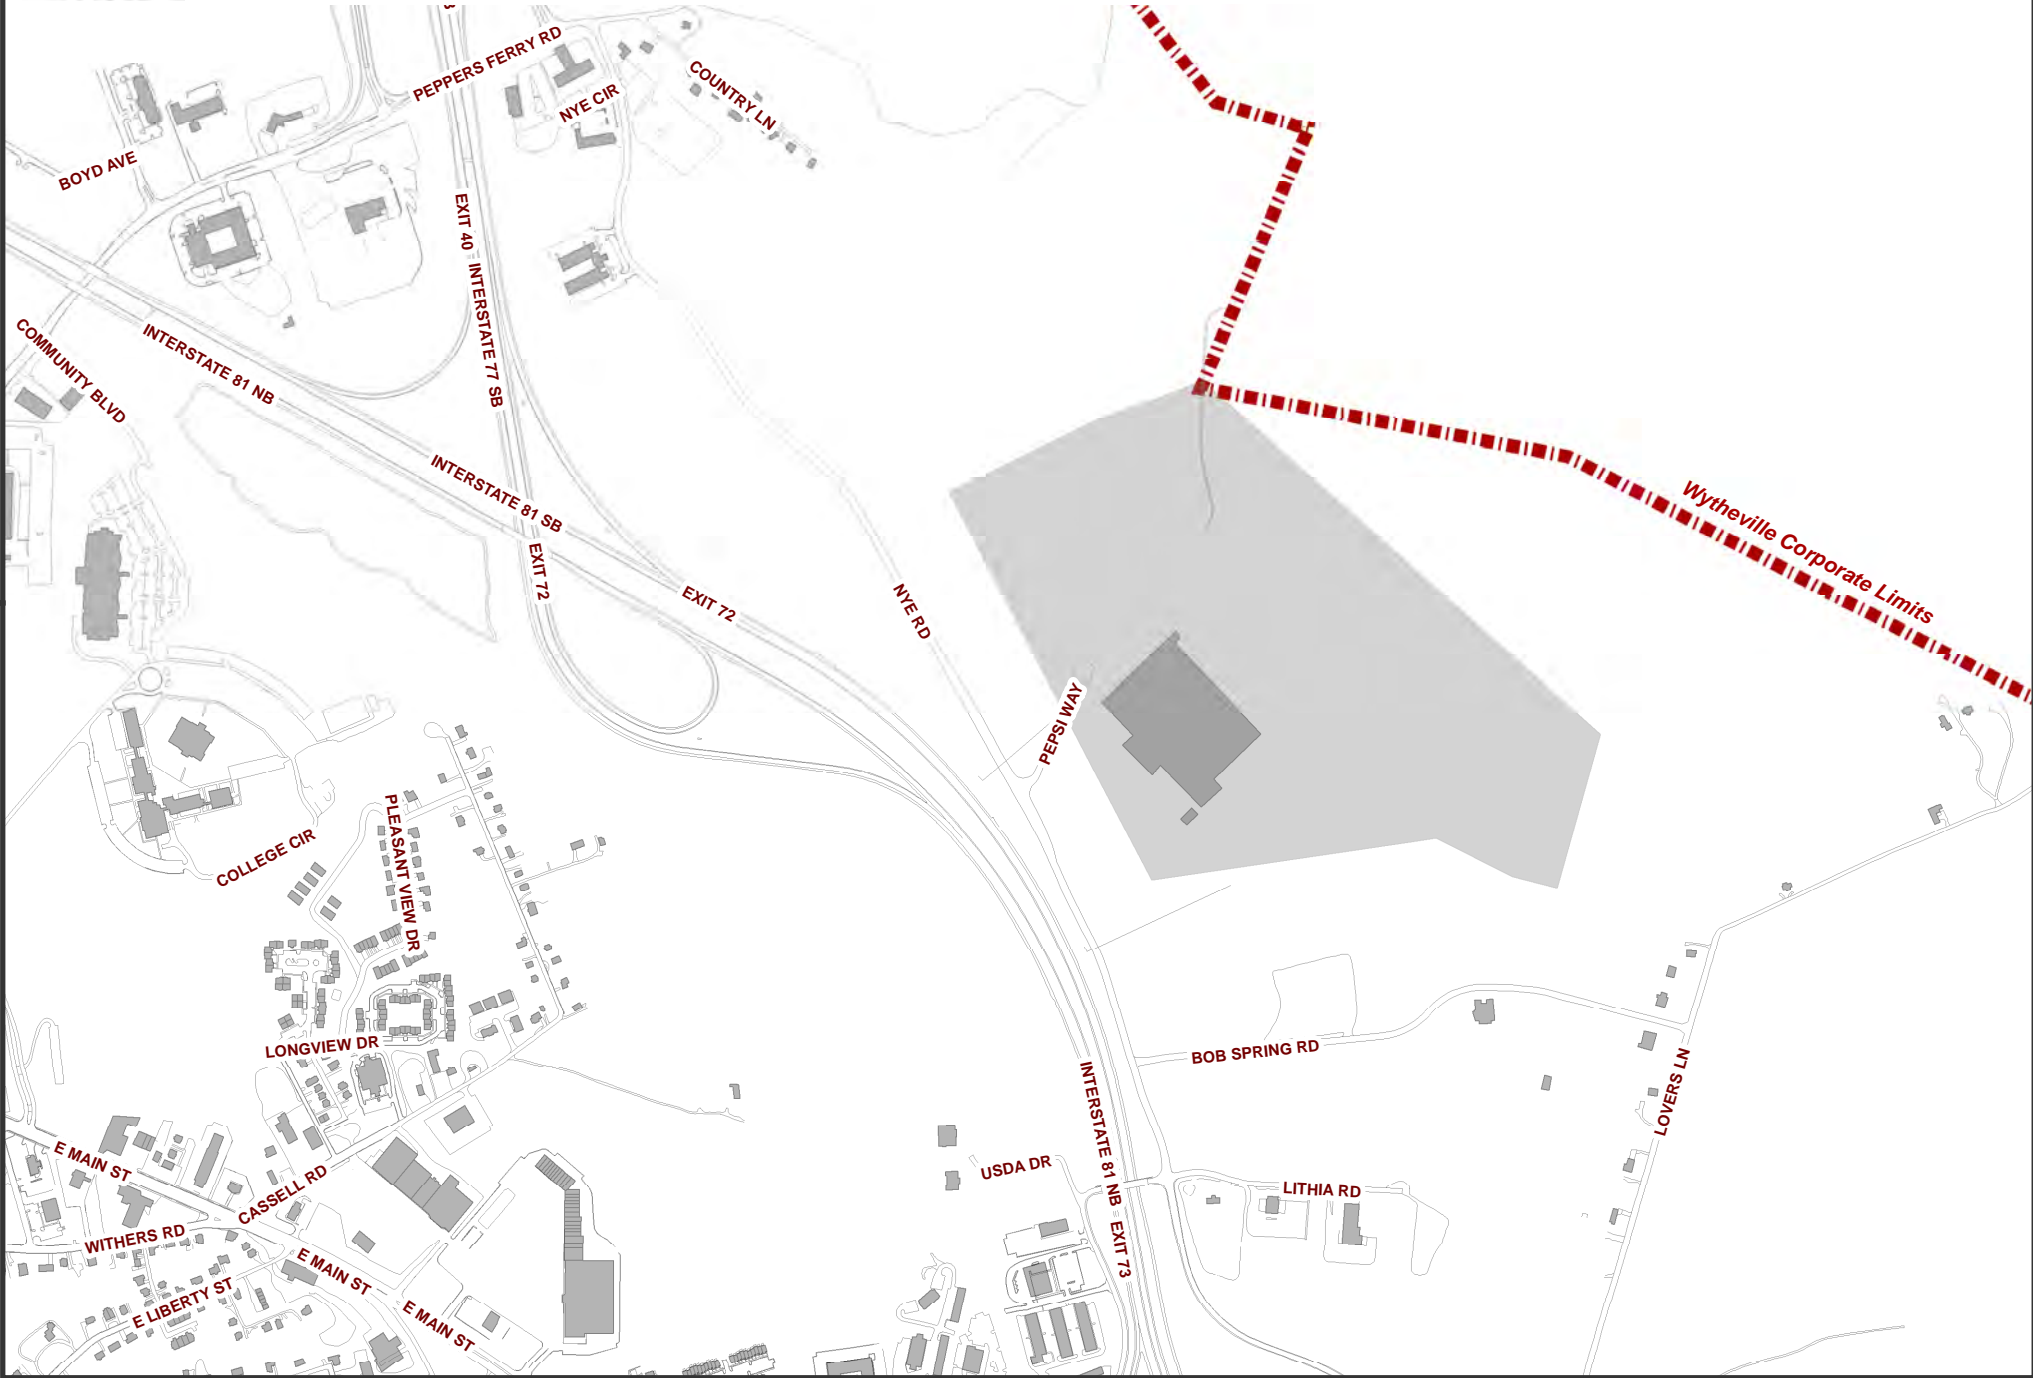 PEPPERS FERRY RD
COUNTRY LN
NYE CIR
BOYD AVE
EXIT 40
INTERSTATE 77 SB
COMMUNITY BLVD
INTERSTATE 81 NB
INTERSTATE 81 SB
EXIT 72
EXIT 72
NYE RD
Wytheville Corporate Limits
PEPSI WAY
PLEASANT VIEW DR
COLLEGE CIR
LONGVIEW DR
BOB SPRING RD
LOVERS LN
INTERSTATE 81 NB
EXIT 73
USDA DR
LITHIA RD
E MAIN ST
CASSELL RD
WITHERS RD
E MAIN ST
E LIBERTY ST
E MAIN ST